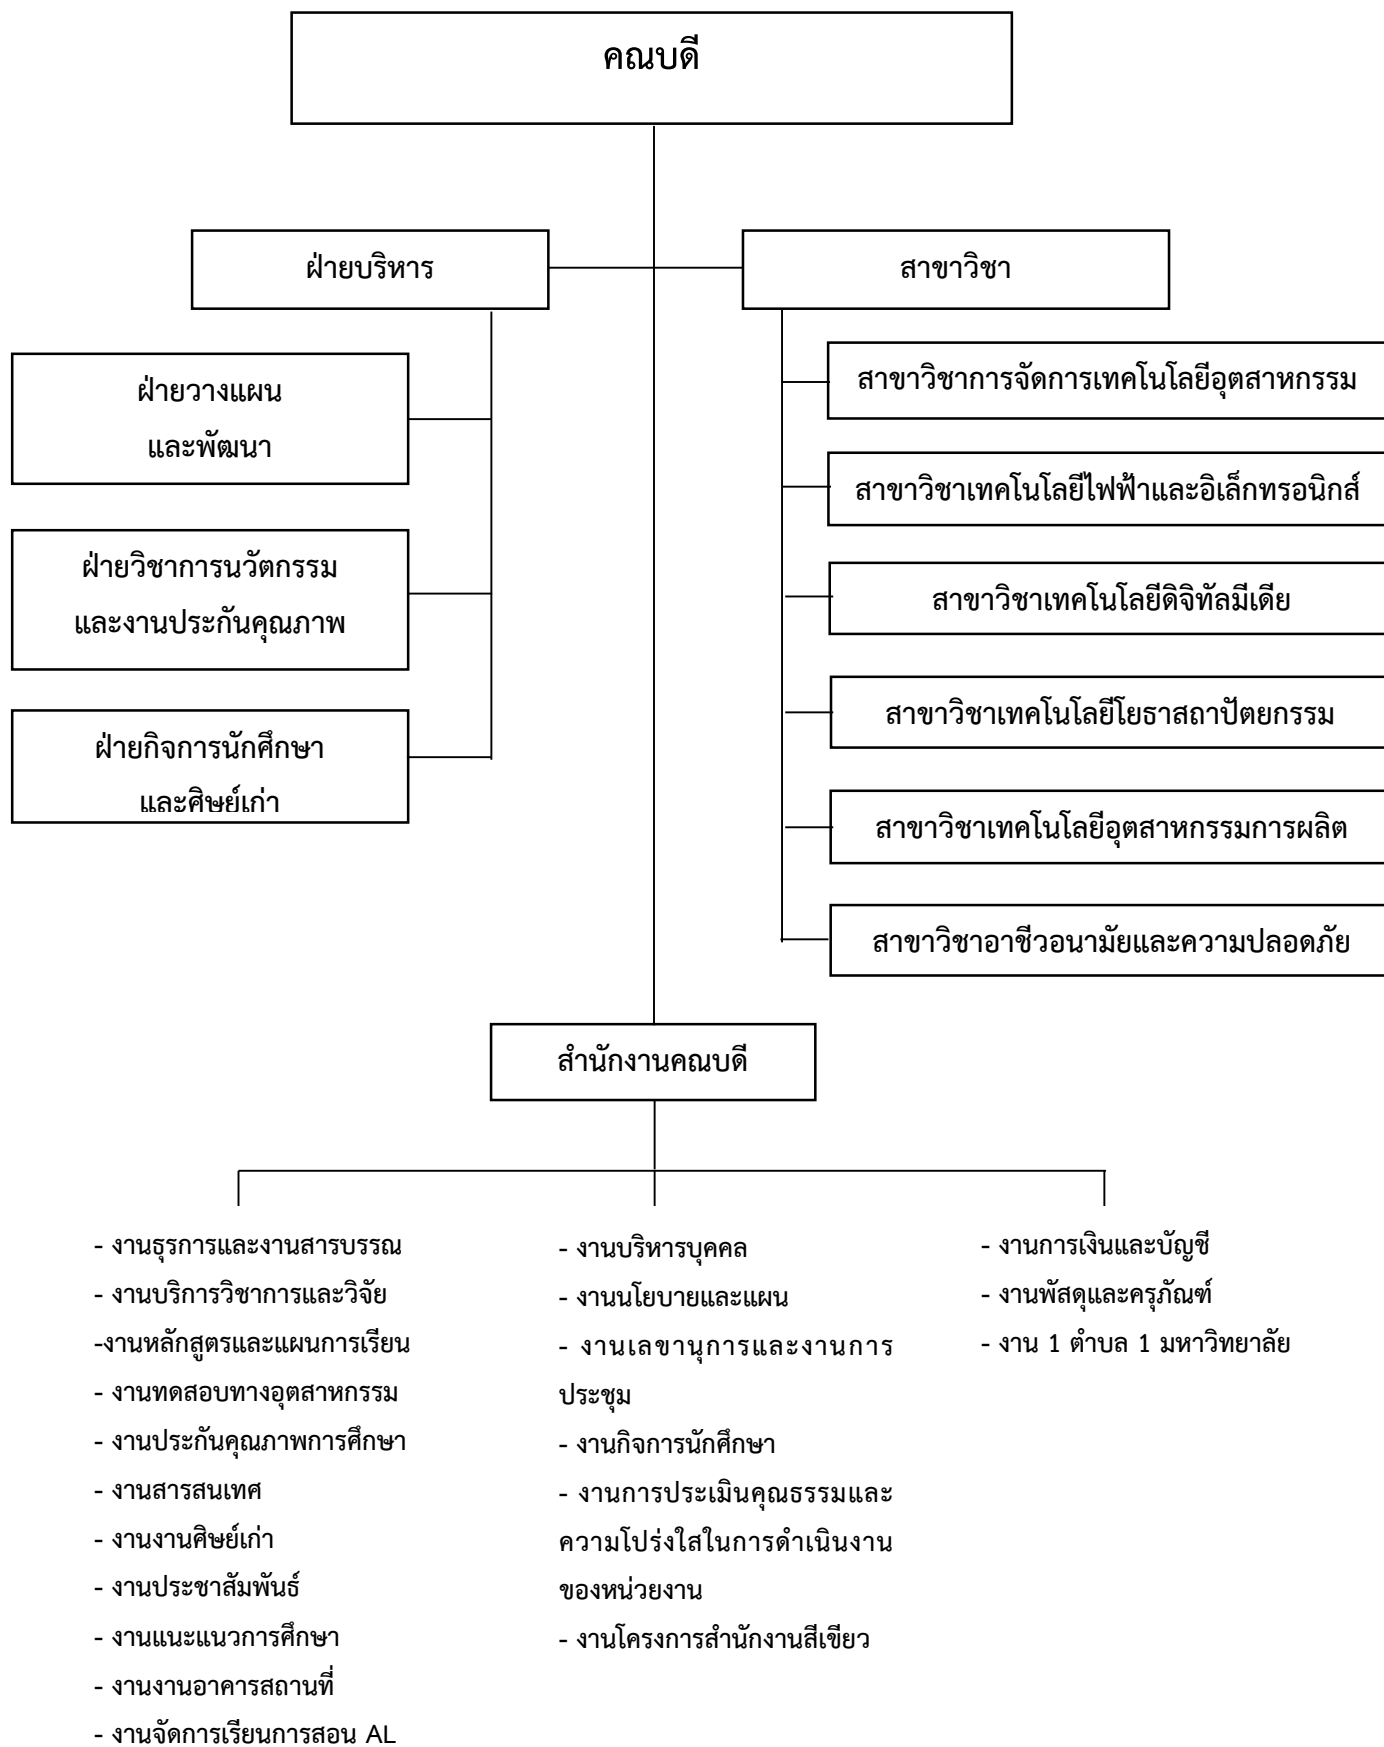 คณบดี
ฝ่ายบริหาร
สาขาวิชา
ฝ่ายวางแผน
และพัฒนา
ฝ่ายวิชาการนวัตกรรม
และงานประกันคุณภาพ
ฝ่ายกิจการนักศึกษา
และศิษย์เก่า
สาขาวิชาการจัดการเทคโนโลยีอุตสาหกรรม
สาขาวิชาเทคโนโลยีไฟฟ้าและอิเล็กทรอนิกส์
สาขาวิชาเทคโนโลยีดิจิทัลมีเดีย
สาขาวิชาเทคโนโลยีโยธาสถาปัตยกรรม
สาขาวิชาเทคโนโลยีอุตสาหกรรมการผลิต
สาขาวิชาอาชีวอนามัยและความปลอดภัย
สำนักงานคณบดี
- งานธุรการและงานสารบรรณ
- งานบริการวิชาการและวิจัย
-งานหลักสูตรและแผนการเรียน
- งานทดสอบทางอุตสาหกรรม
- งานประกันคุณภาพการศึกษา
- งานสารสนเทศ
- งานงานศิษย์เก่า
- งานประชาสัมพันธ์
- งานแนะแนวการศึกษา
- งานงานอาคารสถานที่
- งานจัดการเรียนการสอน AL
- งานบริหารบุคคล
- งานนโยบายและแผน
- งานเลขานุการและงานการ
ประชุม
- งานกิจการนักศึกษา
- งานการประเมินคุณธรรมและ
ความโปร่งใสในการดำเนินงาน
ของหน่วยงาน
- งานโครงการสำนักงานสีเขียว
- งานการเงินและบัญชี
- งานพัสดุและครุภัณฑ์
- งาน 1 ตำบล 1 มหาวิทยาลัย